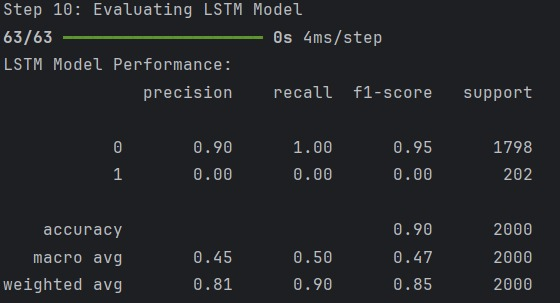 Step 10: Evaluating LSTM Model
63/63 ━━━━━━━━━━━━━━━━━━━━ 0s 4ms/step
LSTM Model Performance:
              precision    recall  f1-score   support

           0       0.90      1.00      0.95      1798
           1       0.00      0.00      0.00       202

    accuracy                           0.90      2000
   macro avg       0.45      0.50      0.47      2000
weighted avg       0.81      0.90      0.85      2000